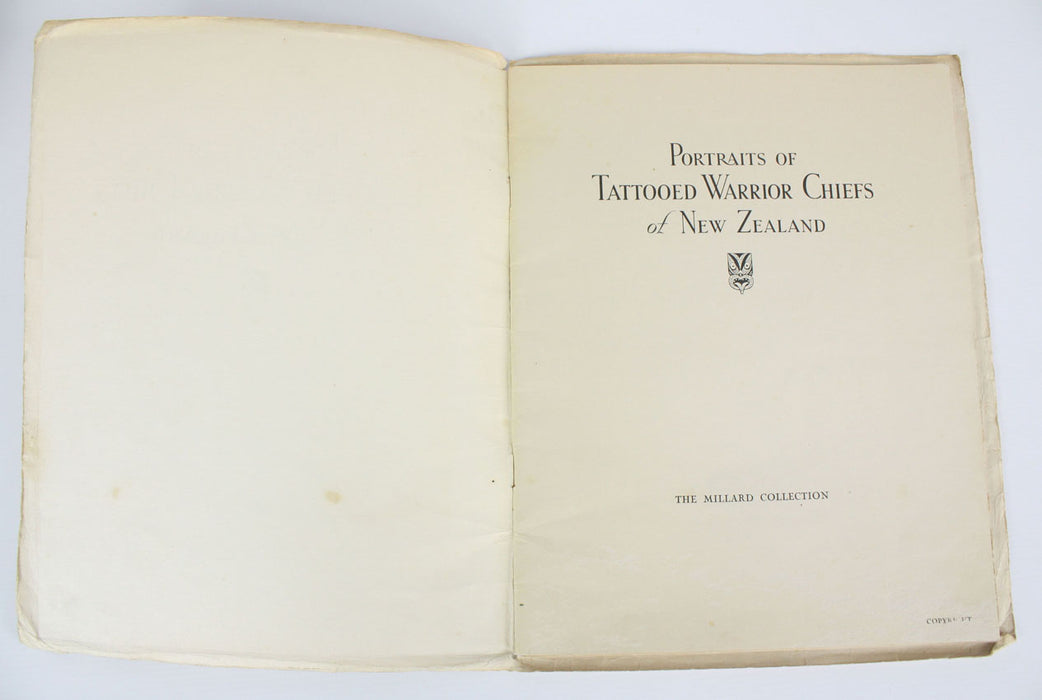 PORTRAITS OF
TATTOOED WARRIOR CHIEFS
of NEW ZEALAND
THE MILLARD COLLECTION